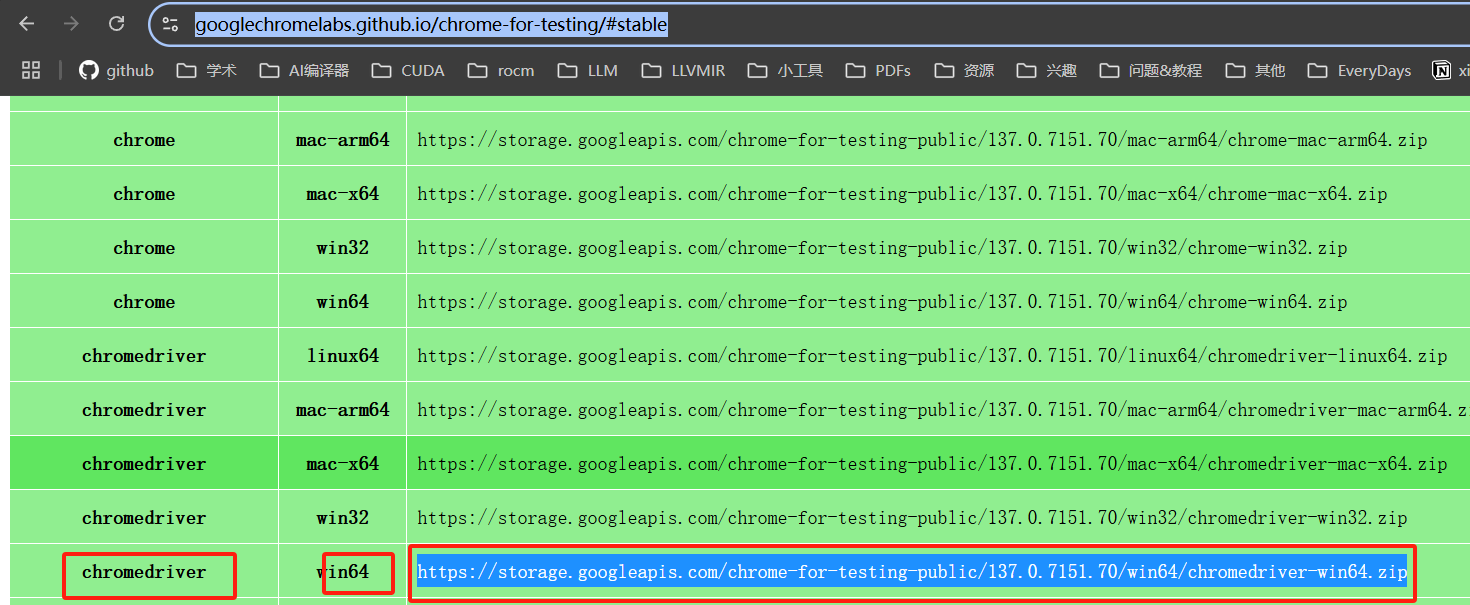 googlechromelabs.github.io/chrome-for-testing/#stable
github 学术 AI编译器 CUDA rocm LLM LLVMIR 小工具 PDFs 资源 兴趣 问题&教程 其他 EveryDays xi
chrome mac-arm64 https://storage.googleapis.com/chrome-for-testing-public/137.0.7151.70/mac-arm64/chrome-mac-arm64.zip
chrome mac-x64 https://storage.googleapis.com/chrome-for-testing-public/137.0.7151.70/mac-x64/chrome-mac-x64.zip
chrome win32 https://storage.googleapis.com/chrome-for-testing-public/137.0.7151.70/win32/chrome-win32.zip
chrome win64 https://storage.googleapis.com/chrome-for-testing-public/137.0.7151.70/win64/chrome-win64.zip
chromedriver linux64 https://storage.googleapis.com/chrome-for-testing-public/137.0.7151.70/linux64/chromedriver-linux64.zip
chromedriver mac-arm64 https://storage.googleapis.com/chrome-for-testing-public/137.0.7151.70/mac-arm64/chromedriver-mac-arm64.z
chromedriver mac-x64 https://storage.googleapis.com/chrome-for-testing-public/137.0.7151.70/mac-x64/chromedriver-mac-x64.zip
chromedriver win32 https://storage.googleapis.com/chrome-for-testing-public/137.0.7151.70/win32/chromedriver-win32.zip
chromedriver win64 https://storage.googleapis.com/chrome-for-testing-public/137.0.7151.70/win64/chromedriver-win64.zip